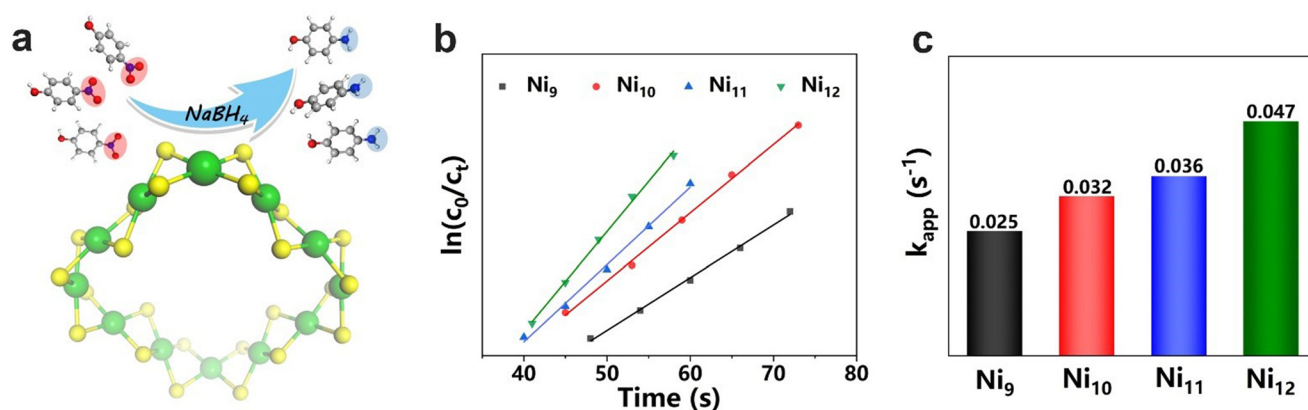 a
NaBH₄
b
Ni₉ Ni₁₀ Ni₁₁ Ni₁₂
ln(c₀/cₜ)
40 50 60 70 80
Time (s)
c
kₐₚₚ (s⁻¹)
0.025
0.032
0.036
0.047
Ni₉ Ni₁₀ Ni₁₁ Ni₁₂